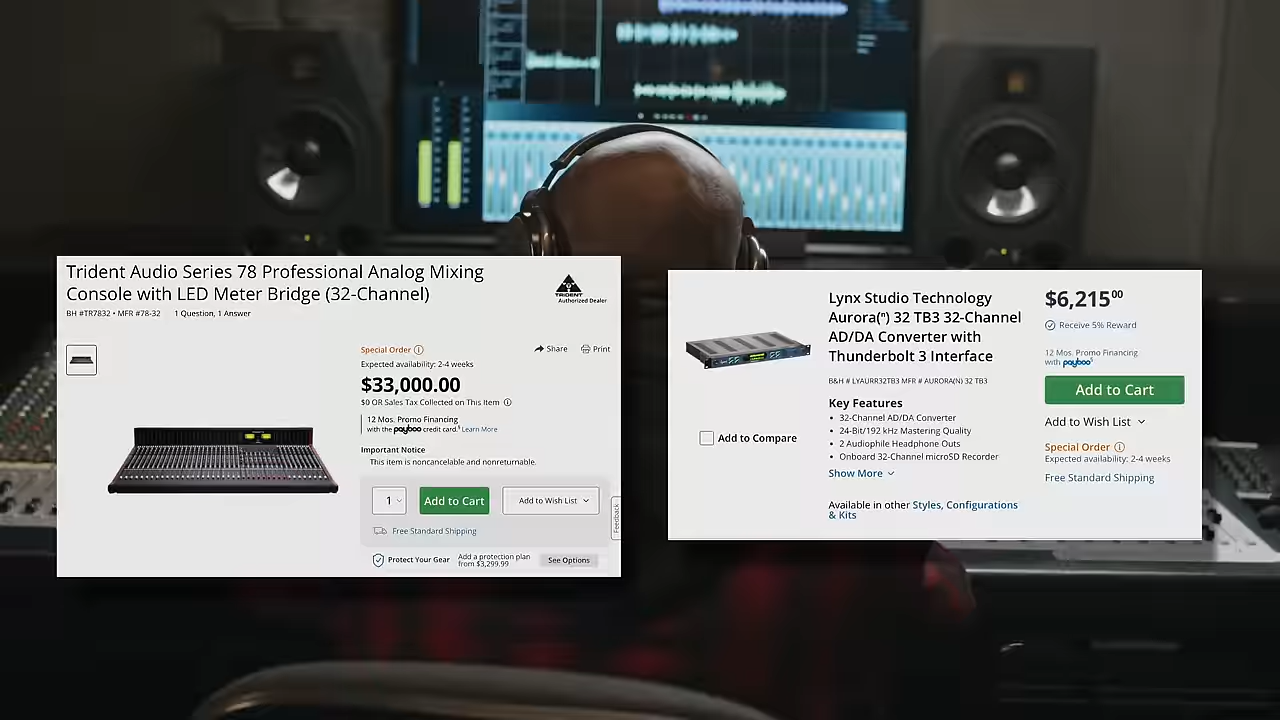 Trident Audio Series 78 Professional Analog Mixing
Console with LED Meter Bridge (32-Channel)
BH #TR7832 • MFR #78-32 1 Question, 1 Answer
TRIDENT
Authorized Dealer
Special Order
Share Print
Expected availability: 2-4 weeks
$33,000.00
$0 OR Sales Tax Collected on This Item
12 Mos. Promo Financing
with the payboo credit card.§ Learn More
Important Notice
This item is noncancelable and nonreturnable.
1 Add to Cart Add to Wish List
Free Standard Shipping
Feedback
Protect Your Gear
Add a protection plan
from $3,299.99
See Options
Lynx Studio Technology
Aurora(ⁿ) 32 TB3 32-Channel
AD/DA Converter with
Thunderbolt 3 Interface
B&H # LYAURR32TB3 MFR # AURORA(N) 32 TB3
Key Features
• 32-Channel AD/DA Converter
• 24-Bit/192 kHz Mastering Quality
• 2 Audiophile Headphone Outs
• Onboard 32-Channel microSD Recorder
Show More
Available in other Styles, Configurations
& Kits
Add to Compare
$6,215.00
Receive 5% Reward
12 Mos. Promo Financing
with payboo§
Add to Cart
Add to Wish List
Special Order
Expected availability: 2-4 weeks
Free Standard Shipping